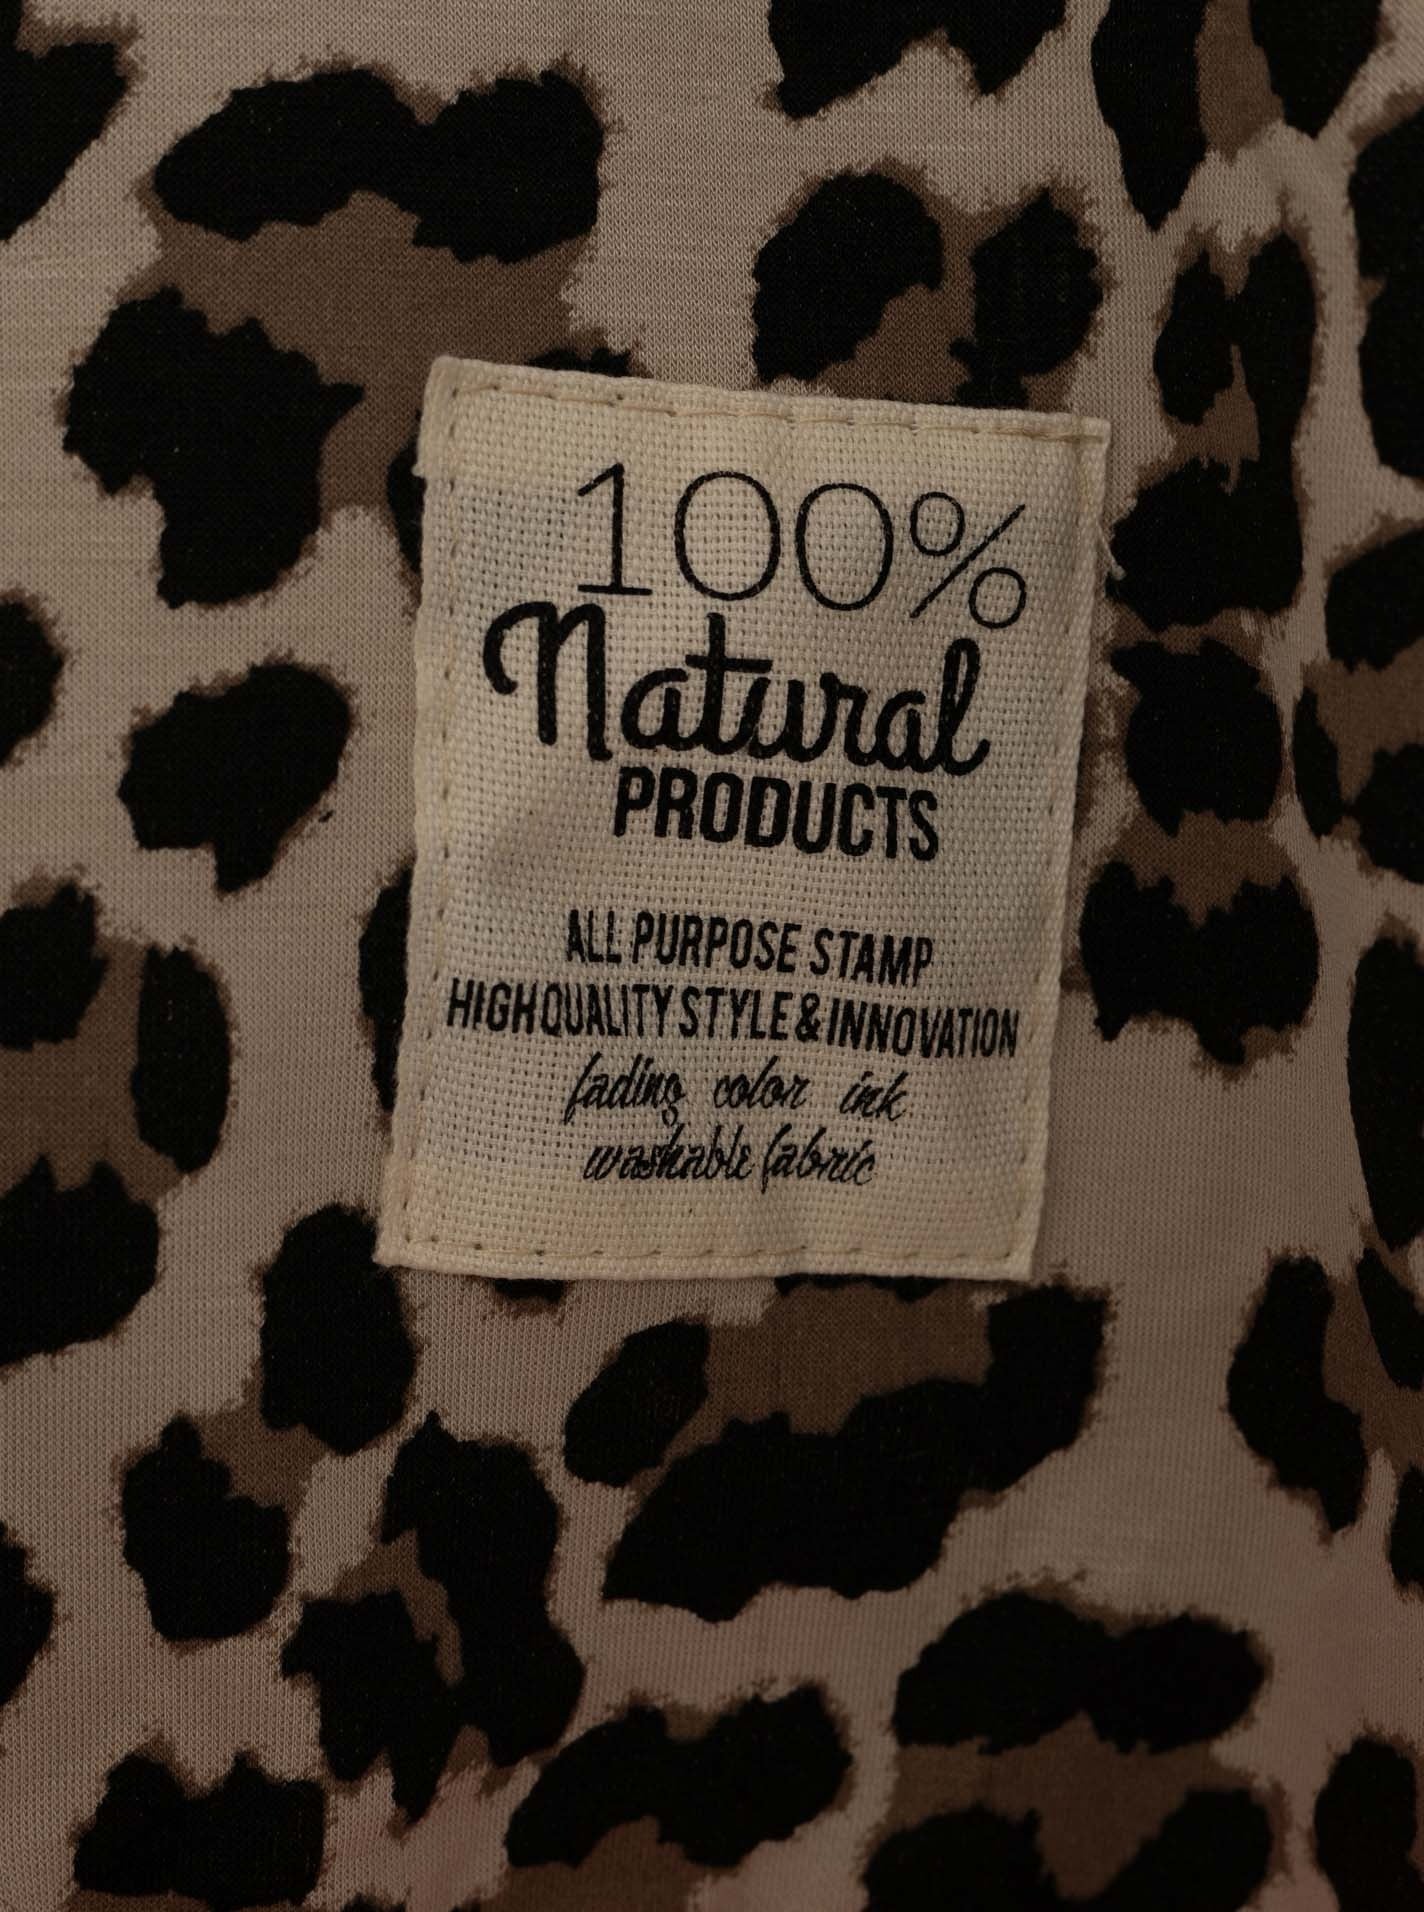 100%
Natural
PRODUCTS
ALL PURPOSE STAMP
HIGH QUALITY STYLE & INNOVATION
fading color ink
washable fabric